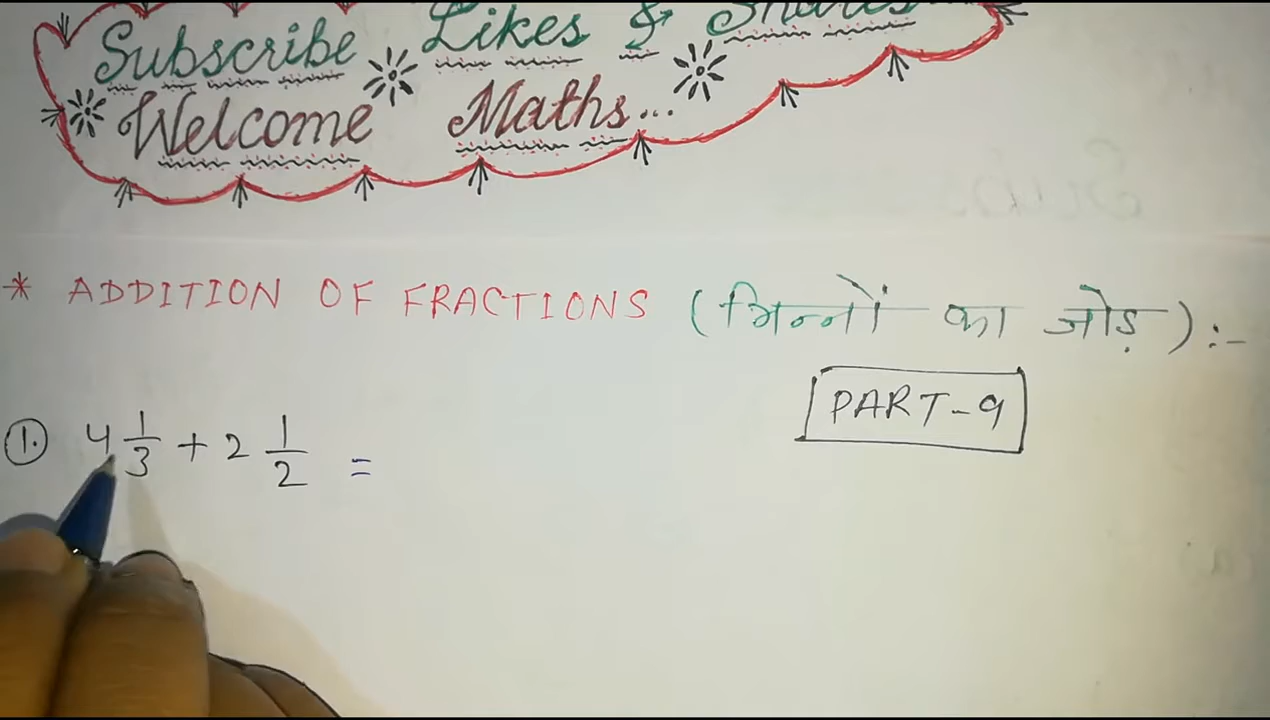 Subscribe Likes & Shares...
Welcome Maths...
* ADDITION OF FRACTIONS (भिन्नों का जोड़) :-
PART-9
1. 4 1/3 + 2 1/2 =